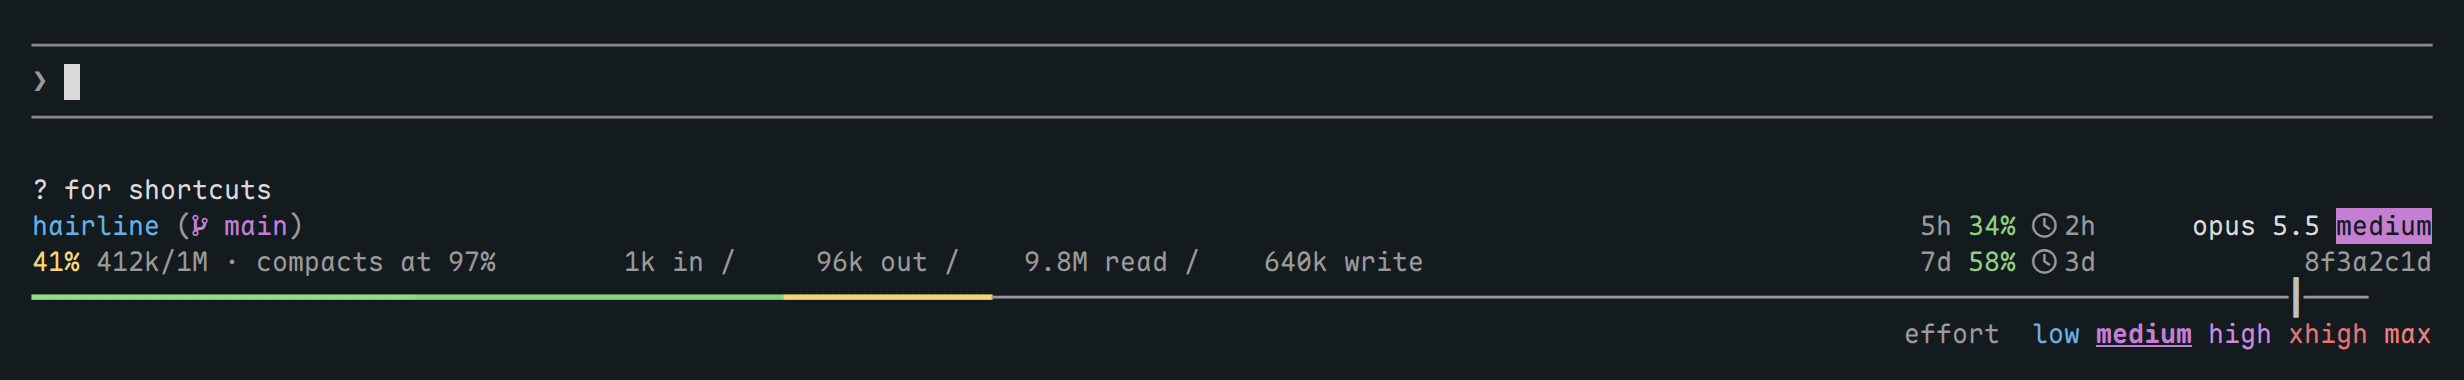 ❯
? for shortcuts
hairline (main) 5h 34% 2h opus 5.5 medium
41% 412k/1M · compacts at 97% 1k in / 96k out / 9.8M read / 640k write 7d 58% 3d 8f3a2c1d
effort low medium high xhigh max